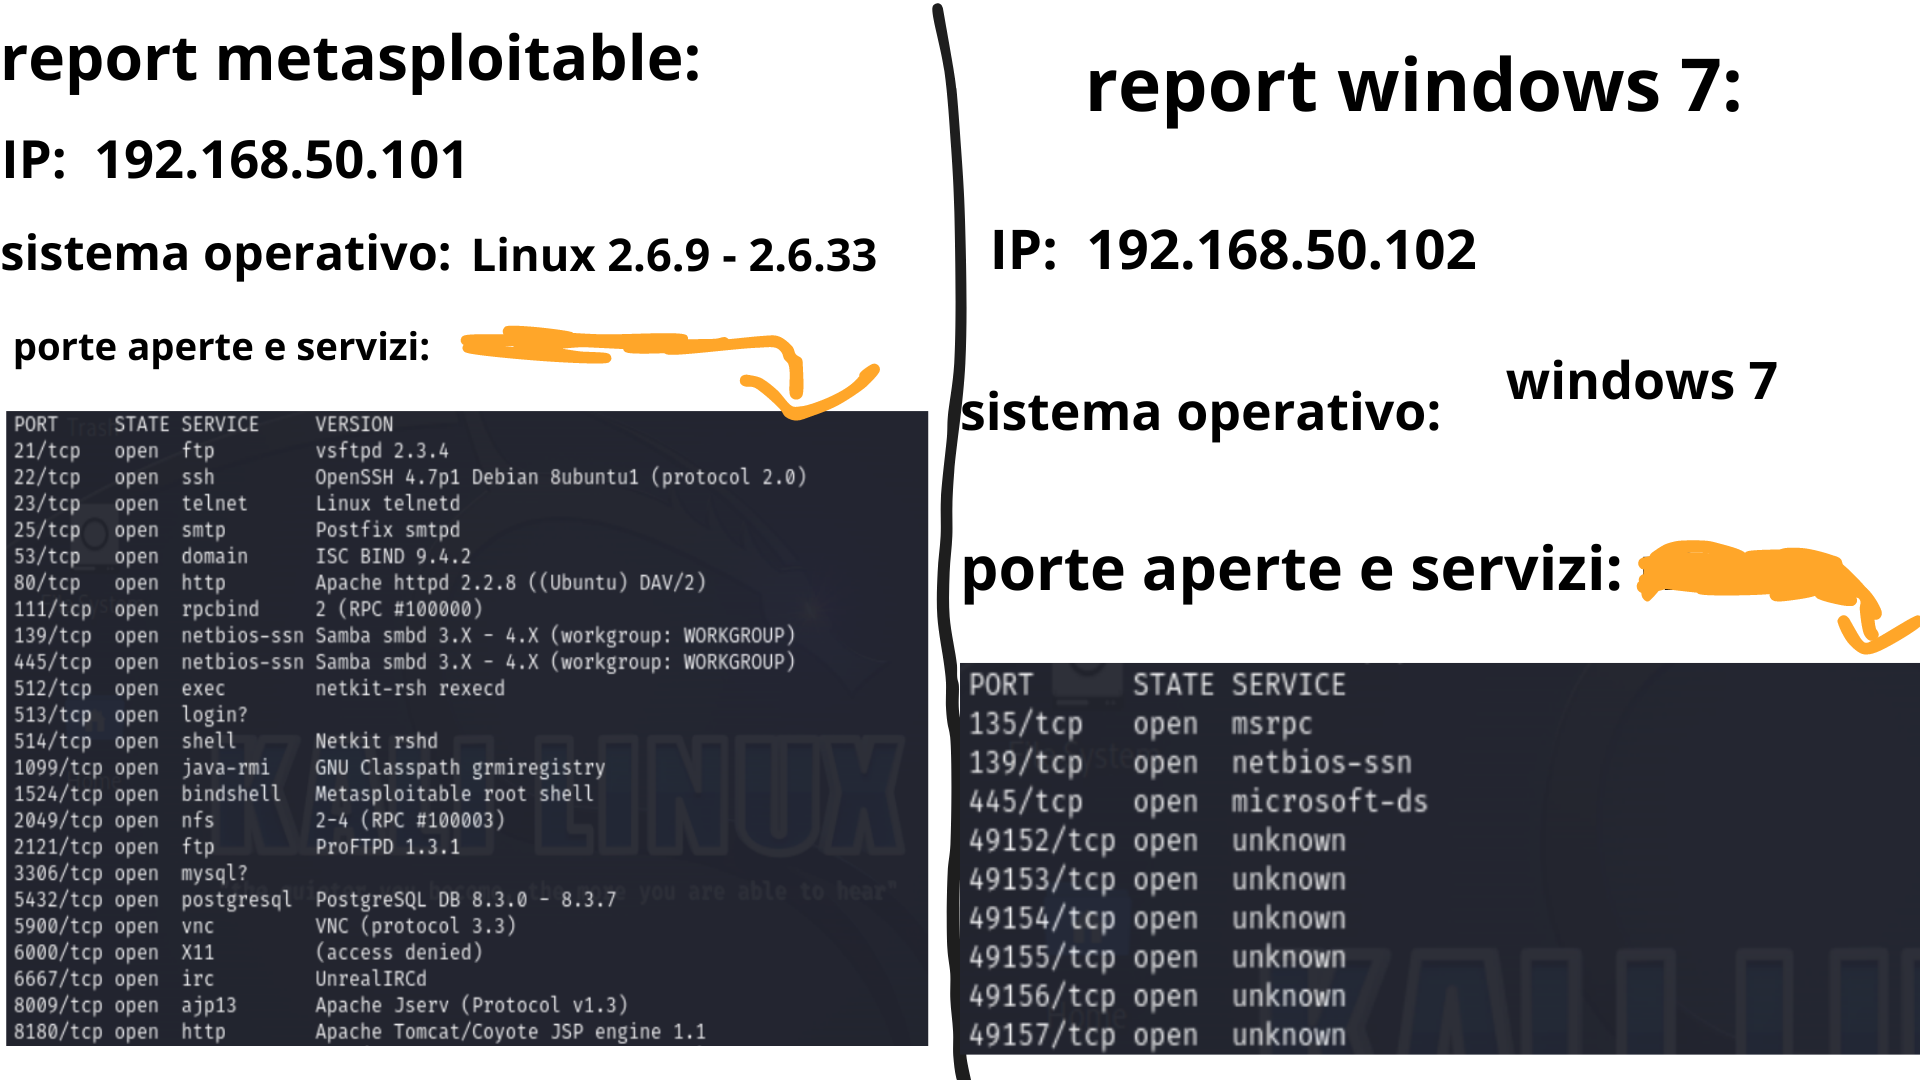 report metasploitable:
IP: 192.168.50.101
sistema operativo: Linux 2.6.9 - 2.6.33
porte aperte e servizi:
PORT STATE SERVICE VERSION
21/tcp open ftp vsftpd 2.3.4
22/tcp open ssh OpenSSH 4.7p1 Debian 8ubuntu1 (protocol 2.0)
23/tcp open telnet Linux telnetd
25/tcp open smtp Postfix smtpd
53/tcp open domain ISC BIND 9.4.2
80/tcp open http Apache httpd 2.2.8 ((Ubuntu) DAV/2)
111/tcp open rpcbind 2 (RPC #100000)
139/tcp open netbios-ssn Samba smbd 3.X - 4.X (workgroup: WORKGROUP)
445/tcp open netbios-ssn Samba smbd 3.X - 4.X (workgroup: WORKGROUP)
512/tcp open exec netkit-rsh rexecd
513/tcp open login?
514/tcp open shell Netkit rshd
1099/tcp open java-rmi GNU Classpath grmiregistry
1524/tcp open bindshell Metasploitable root shell
2049/tcp open nfs 2-4 (RPC #100003)
2121/tcp open ftp ProFTPD 1.3.1
3306/tcp open mysql?
5432/tcp open postgresql PostgreSQL DB 8.3.0 - 8.3.7
5900/tcp open vnc VNC (protocol 3.3)
6000/tcp open X11 (access denied)
6667/tcp open irc UnrealIRCd
8009/tcp open ajp13 Apache Jserv (Protocol v1.3)
8180/tcp open http Apache Tomcat/Coyote JSP engine 1.1
KALI LINUX
you are able to hear"
report windows 7:
IP: 192.168.50.102
sistema operativo: windows 7
porte aperte e servizi:
PORT STATE SERVICE
135/tcp open msrpc
139/tcp open netbios-ssn
445/tcp open microsoft-ds
49152/tcp open unknown
49153/tcp open unknown
49154/tcp open unknown
49155/tcp open unknown
49156/tcp open unknown
49157/tcp open unknown